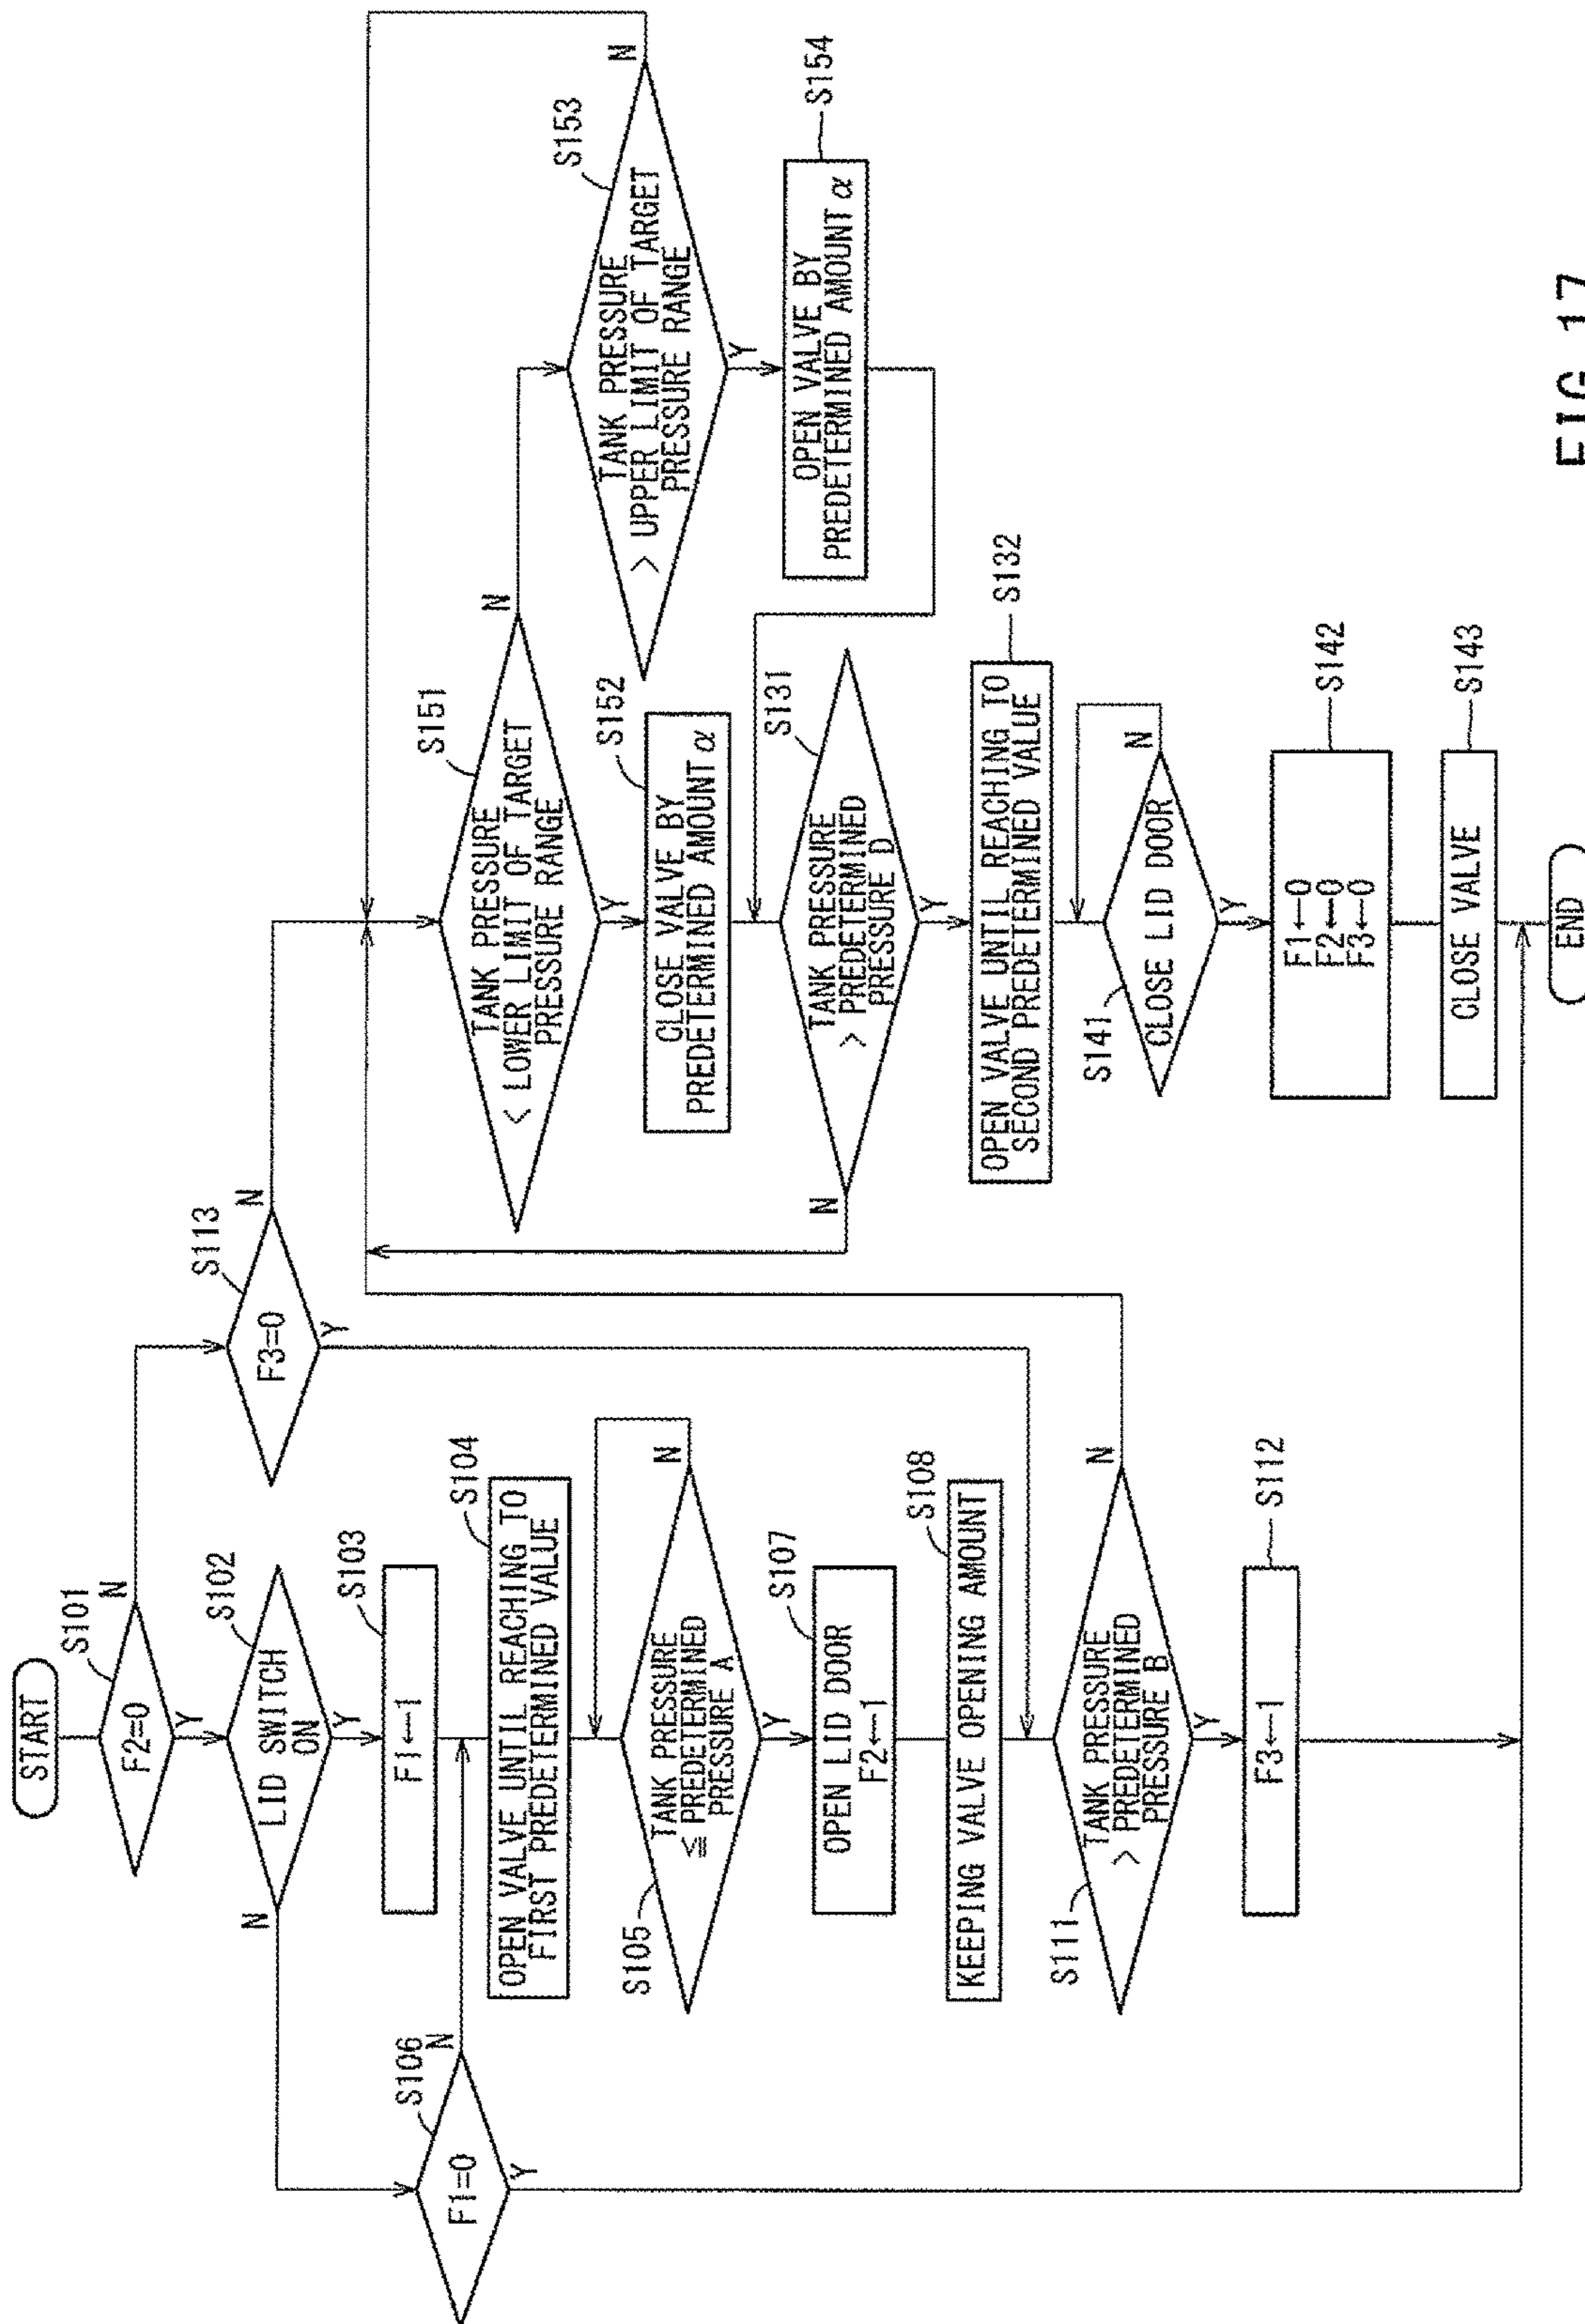 START
S101
F2=0
N
Y
S102
LID SWITCH
ON
N
Y
S103
F1←1
S106
F1=0
N
Y
S104
OPEN VALVE UNTIL REACHING TO
FIRST PREDETERMINED VALUE
S105
TANK PRESSURE
≦ PREDETERMINED
PRESSURE A
N
Y
S107
OPEN LID DOOR
F2←1
S108
KEEPING VALVE OPENING AMOUNT
S111
TANK PRESSURE
> PREDETERMINED
PRESSURE B
N
Y
S112
F3←1
S113
F3=0
N
Y
S151
TANK PRESSURE
< LOWER LIMIT OF TARGET
PRESSURE RANGE
N
Y
S152
CLOSE VALVE BY
PREDETERMINED AMOUNT α
S153
TANK PRESSURE
> UPPER LIMIT OF TARGET
PRESSURE RANGE
N
Y
S154
OPEN VALVE BY
PREDETERMINED AMOUNT α
S131
TANK PRESSURE
> PREDETERMINED
PRESSURE D
N
Y
S132
OPEN VALVE UNTIL REACHING TO
SECOND PREDETERMINED VALUE
S141
CLOSE LID DOOR
N
Y
S142
F1←0
F2←0
F3←0
S143
CLOSE VALVE
END
FIG. 17